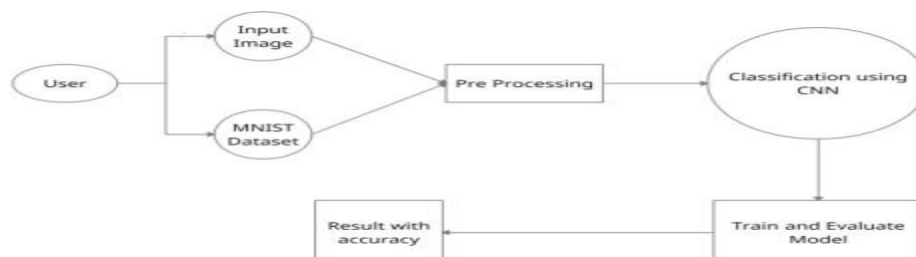 User
Input
Image
MNIST
Dataset
Pre Processing
Classification using
CNN
Train and Evaluate
Model
Result with
accuracy